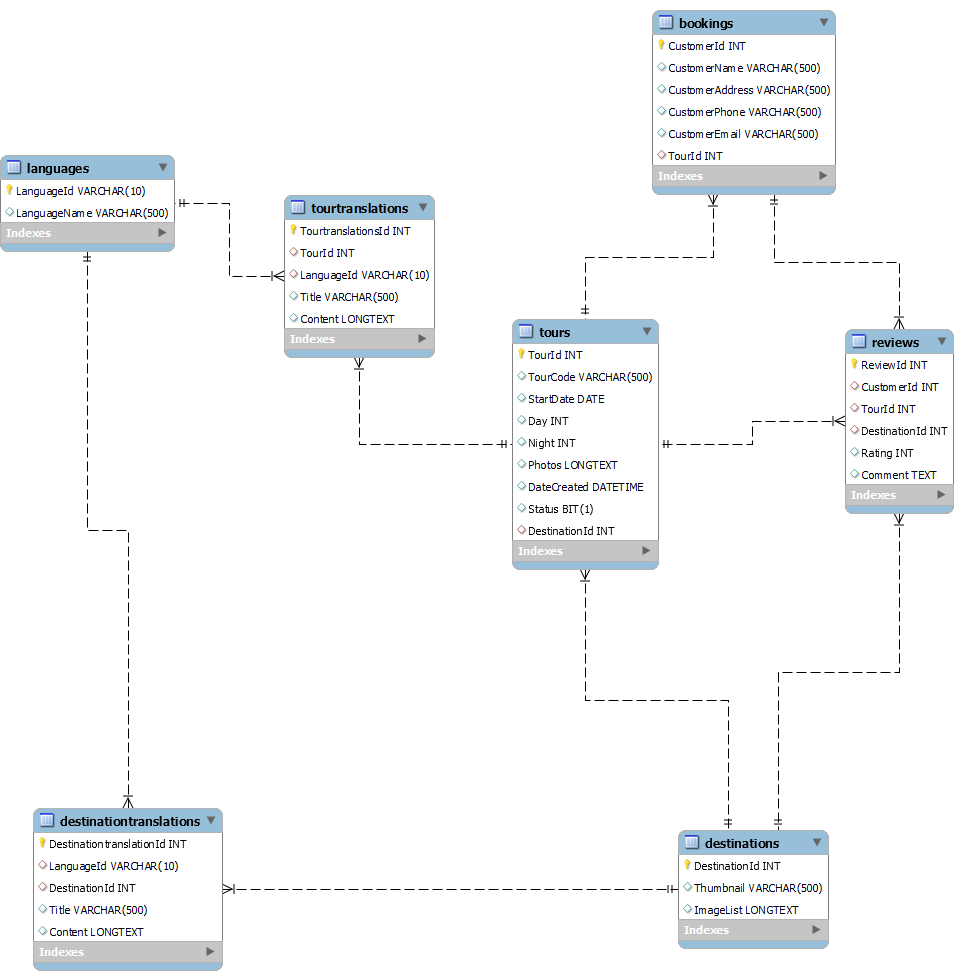 bookings
CustomerId INT
CustomerName VARCHAR(500)
CustomerAddress VARCHAR(500)
CustomerPhone VARCHAR(500)
CustomerEmail VARCHAR(500)
TourId INT
Indexes
languages
LanguageId VARCHAR(10)
LanguageName VARCHAR(500)
Indexes
tourtranslations
TourtranslationsId INT
TourId INT
LanguageId VARCHAR(10)
Title VARCHAR(500)
Content LONGTEXT
Indexes
tours
TourId INT
TourCode VARCHAR(500)
StartDate DATE
Day INT
Night INT
Photos LONGTEXT
DateCreated DATETIME
Status BIT(1)
DestinationId INT
Indexes
reviews
ReviewId INT
CustomerId INT
TourId INT
DestinationId INT
Rating INT
Comment TEXT
Indexes
destinationtranslations
DestinationtranslationId INT
LanguageId VARCHAR(10)
DestinationId INT
Title VARCHAR(500)
Content LONGTEXT
Indexes
destinations
DestinationId INT
Thumbnail VARCHAR(500)
ImageList LONGTEXT
Indexes